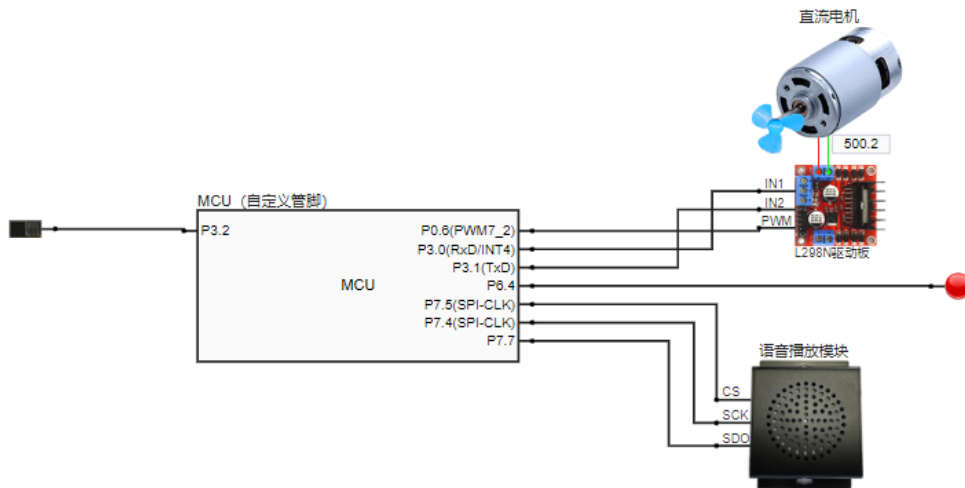 直流电机
500.2
MCU（自定义管脚）
IN1
IN2
PWM
L298N驱动板
P3.2
MCU
P0.6(PWM7_2)
P3.0(RxD/INT4)
P3.1(TxD)
P6.4
P7.5(SPI-CLK)
P7.4(SPI-CLK)
P7.7
语音播放模块
CS
SCK
SDO